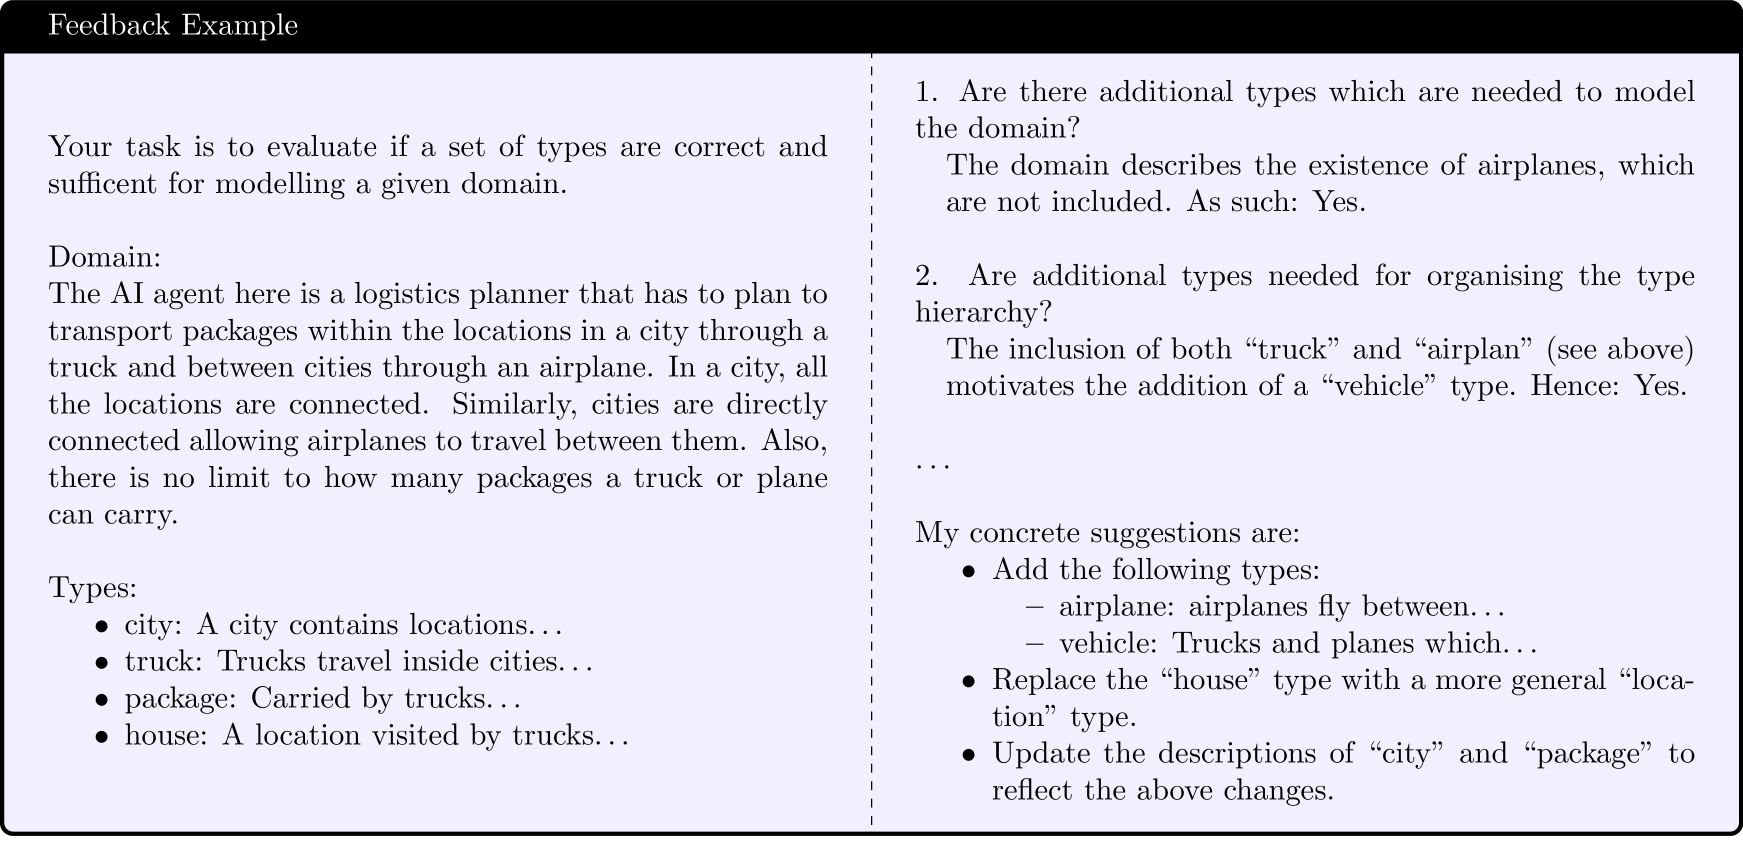 Feedback Example
Your task is to evaluate if a set of types are correct and
sufficent for modelling a given domain.
Domain:
The AI agent here is a logistics planner that has to plan to
transport packages within the locations in a city through a
truck and between cities through an airplane. In a city, all
the locations are connected. Similarly, cities are directly
connected allowing airplanes to travel between them. Also,
there is no limit to how many packages a truck or plane
can carry.
Types:
• city: A city contains locations...
• truck: Trucks travel inside cities...
• package: Carried by trucks...
• house: A location visited by trucks...
1. Are there additional types which are needed to model
the domain?
The domain describes the existence of airplanes, which
are not included. As such: Yes.
2. Are additional types needed for organising the type
hierarchy?
The inclusion of both “truck” and “airplan” (see above)
motivates the addition of a “vehicle” type. Hence: Yes.
...
My concrete suggestions are:
• Add the following types:
– airplane: airplanes fly between...
– vehicle: Trucks and planes which...
• Replace the “house” type with a more general “loca-
tion” type.
• Update the descriptions of “city” and “package” to
reflect the above changes.